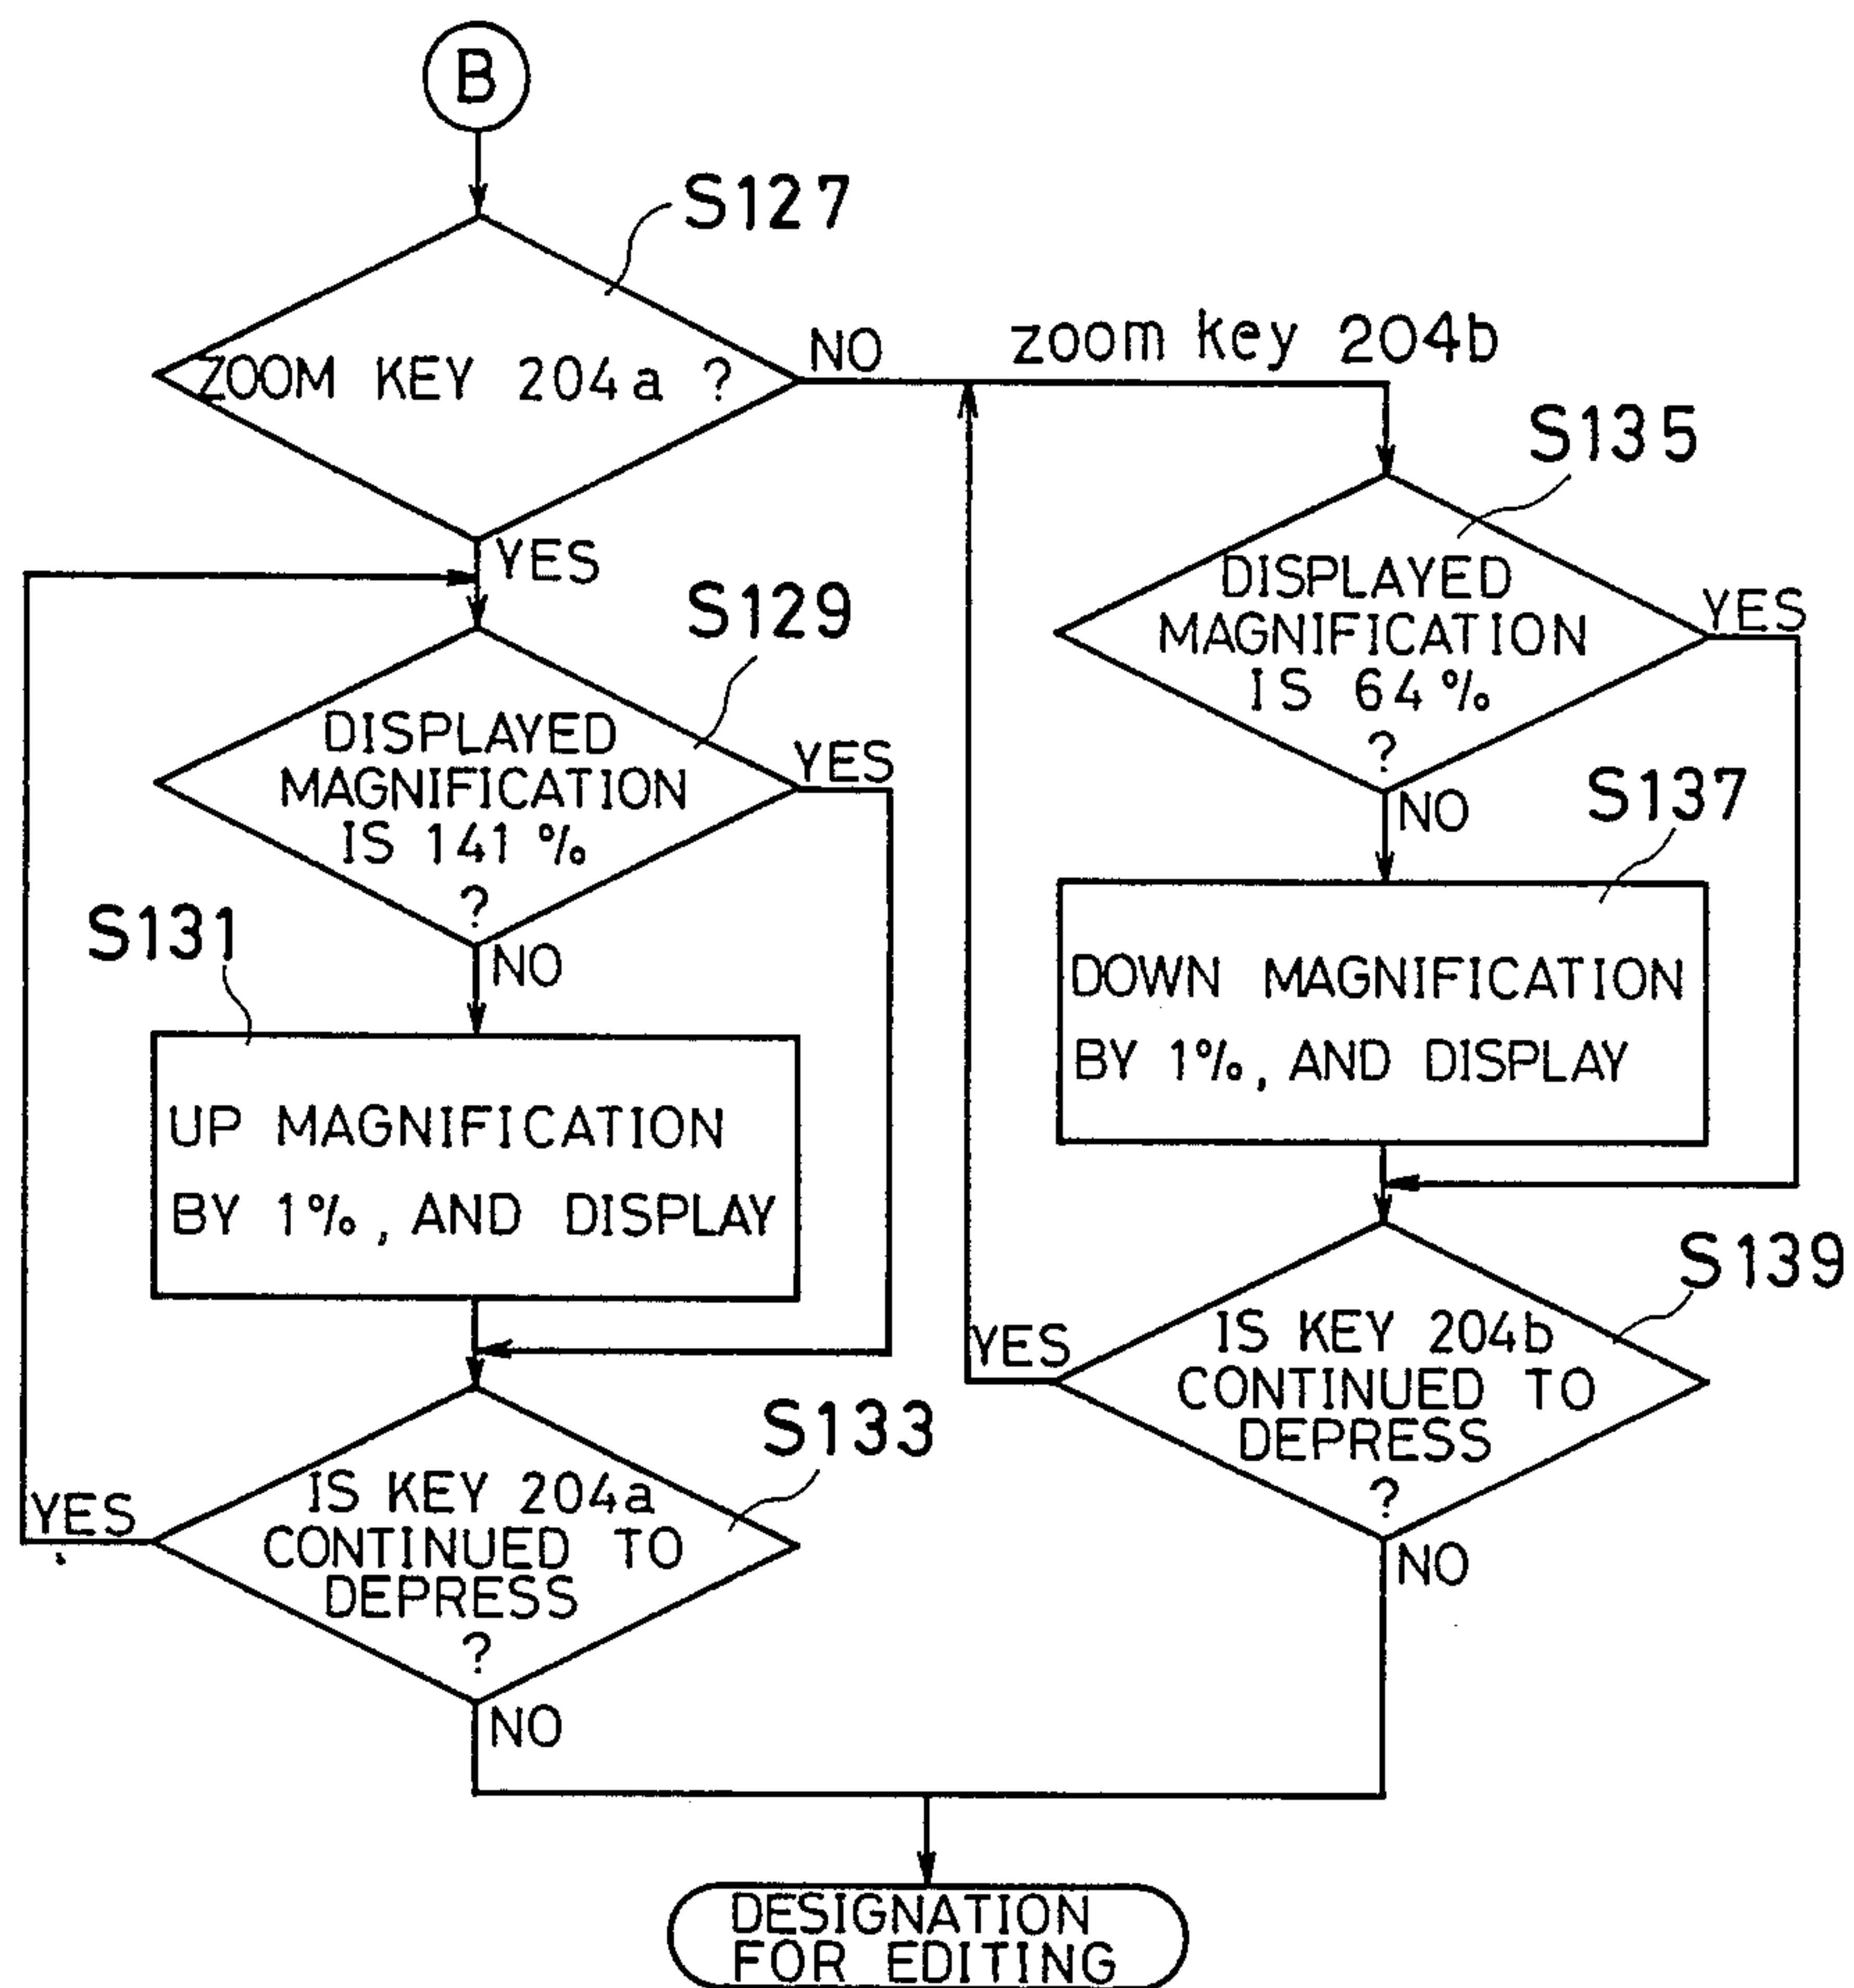 B
S127
ZOOM KEY 204a ?
NO
zoom key 204b
YES
S129
DISPLAYED
MAGNIFICATION
IS 141%
?
YES
NO
S131
UP MAGNIFICATION
BY 1%, AND DISPLAY
S133
IS KEY 204a
CONTINUED TO
DEPRESS
?
YES
NO
S135
DISPLAYED
MAGNIFICATION
IS 64%
?
YES
NO
S137
DOWN MAGNIFICATION
BY 1%, AND DISPLAY
S139
IS KEY 204b
CONTINUED TO
DEPRESS
?
YES
NO
DESIGNATION
FOR EDITING